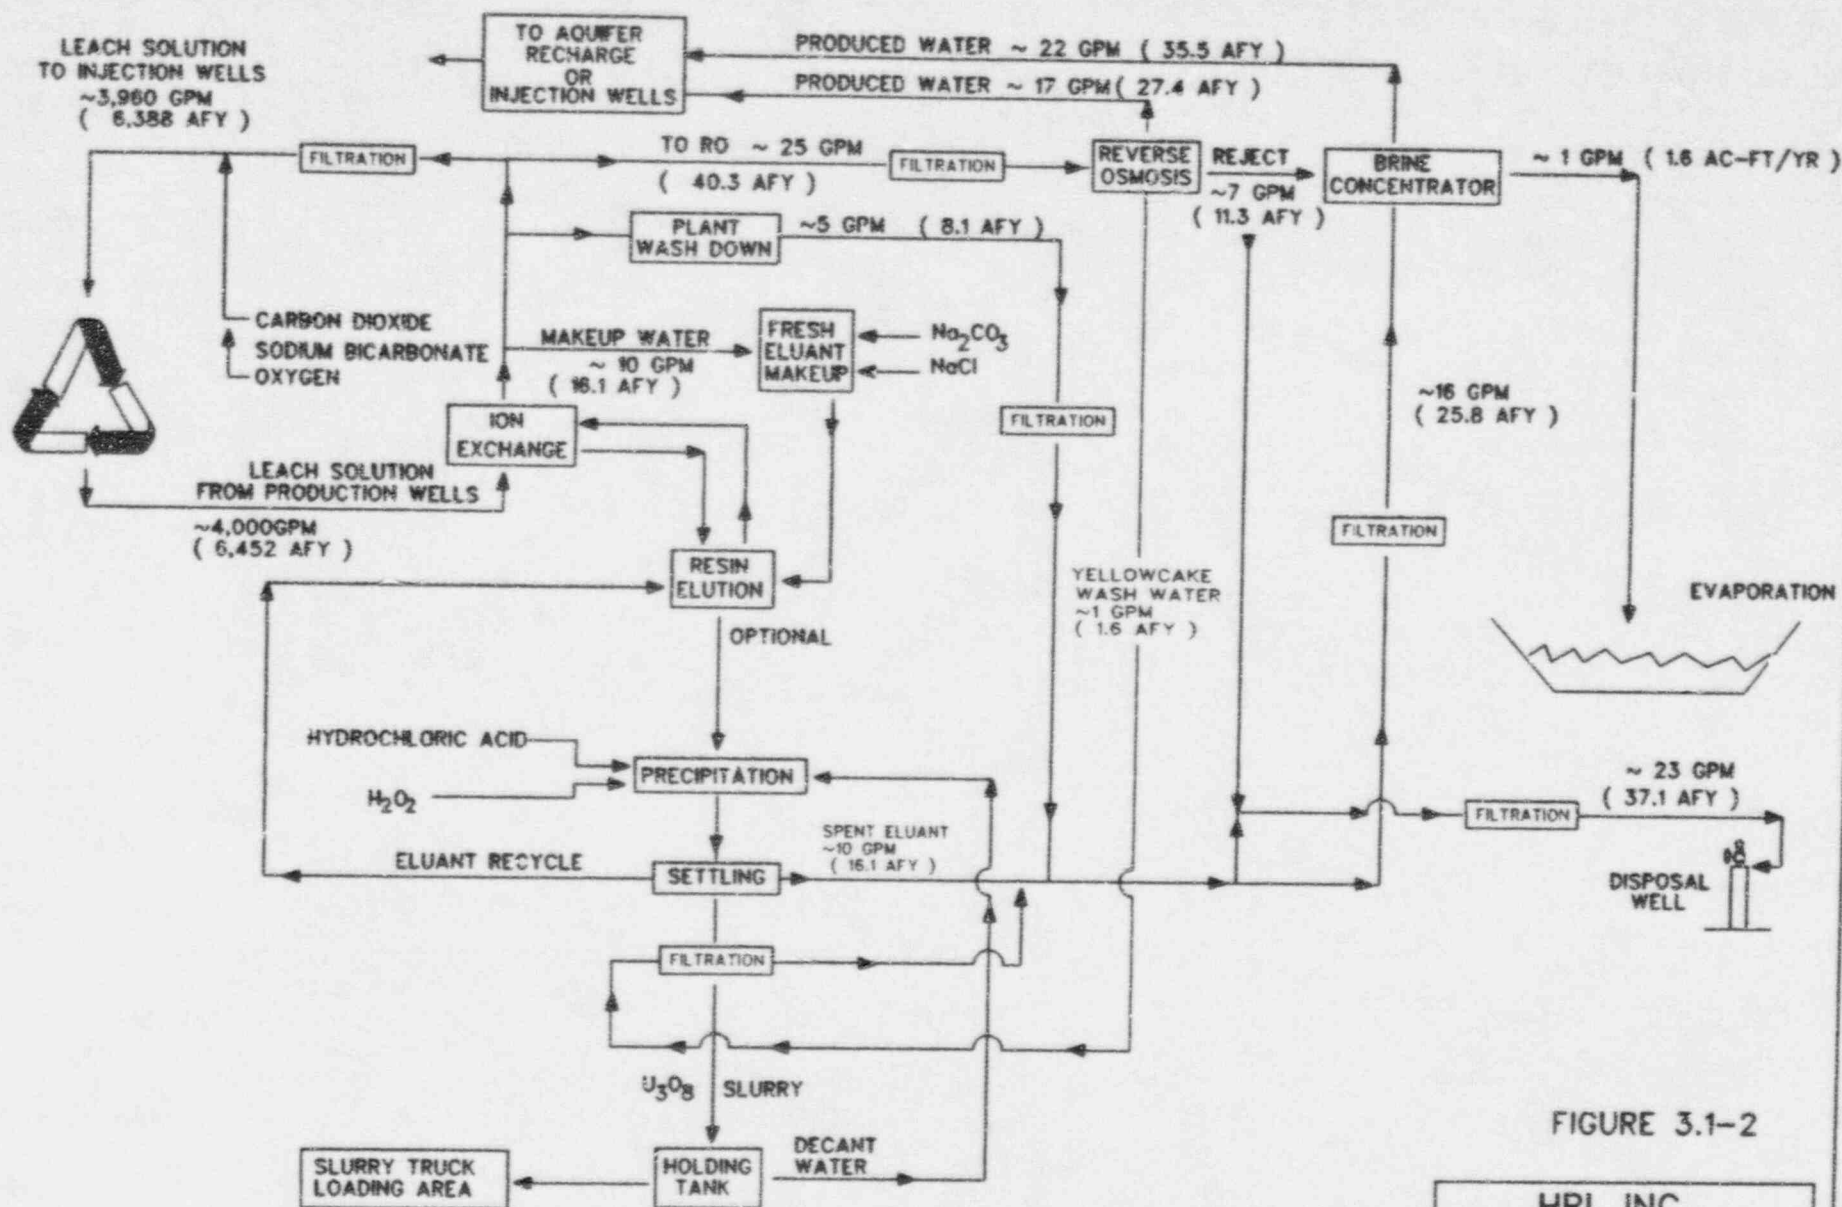 LEACH SOLUTION
TO INJECTION WELLS
~3,960 GPM
( 6,388 AFY )
TO AQUIFER
RECHARGE
OR
INJECTION WELLS
PRODUCED WATER ~ 22 GPM ( 35.5 AFY )
PRODUCED WATER ~ 17 GPM ( 27.4 AFY )
FILTRATION
TO RO ~ 25 GPM
( 40.3 AFY )
FILTRATION
REVERSE
OSMOSIS
REJECT
~7 GPM
( 11.3 AFY )
BRINE
CONCENTRATOR
~ 1 GPM ( 1.6 AC-FT/YR )
PLANT
WASH DOWN
~5 GPM ( 8.1 AFY )
CARBON DIOXIDE
SODIUM BICARBONATE
OXYGEN
MAKEUP WATER
~ 10 GPM
( 16.1 AFY )
FRESH
ELUANT
MAKEUP
Na2CO3
NaCl
ION
EXCHANGE
FILTRATION
~16 GPM
( 25.8 AFY )
LEACH SOLUTION
FROM PRODUCTION WELLS
~4,000GPM
( 6,452 AFY )
FILTRATION
RESIN
ELUTION
YELLOWCAKE
WASH WATER
~1 GPM
( 1.6 AFY )
EVAPORATION
OPTIONAL
HYDROCHLORIC ACID
H2O2
PRECIPITATION
~ 23 GPM
( 37.1 AFY )
FILTRATION
SPENT ELUANT
~10 GPM
( 16.1 AFY )
ELUANT RECYCLE
SETTLING
DISPOSAL
WELL
FILTRATION
U3O8 SLURRY
FIGURE 3.1-2
SLURRY TRUCK
LOADING AREA
HOLDING
TANK
DECANT
WATER
HRI, INC.